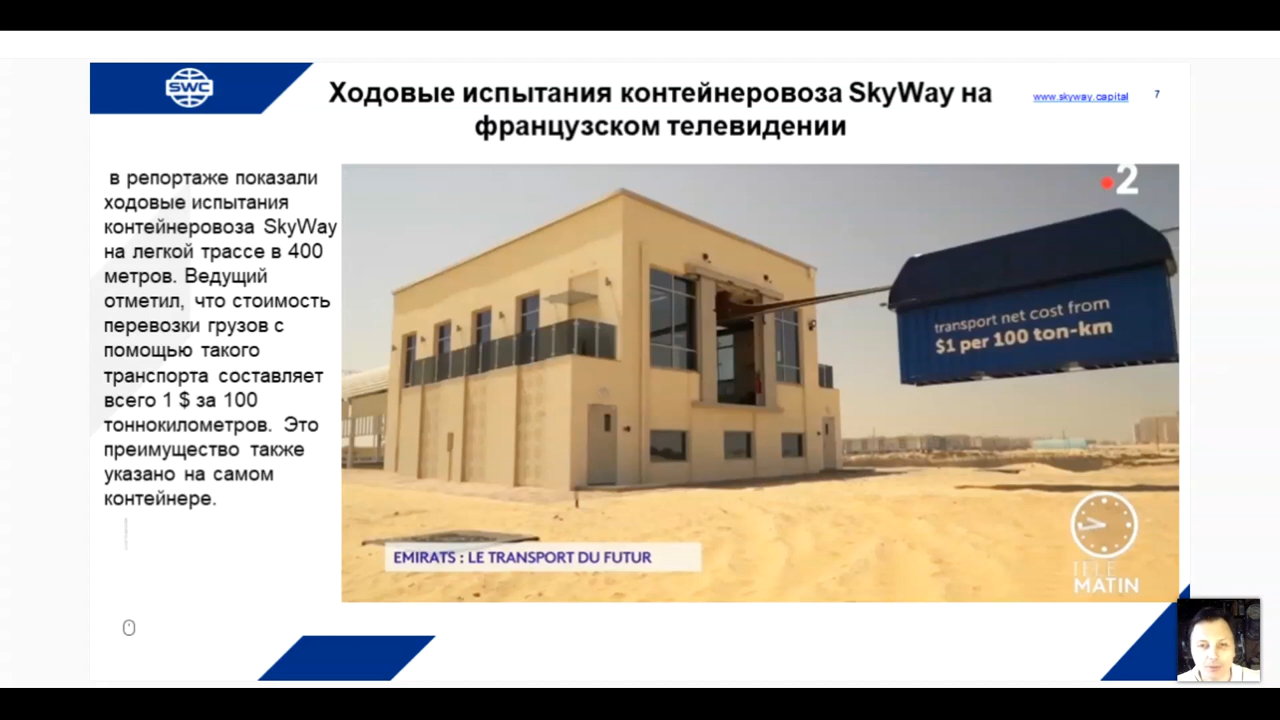 SWC
Ходовые испытания контейнеровоза SkyWay на
французском телевидении
www.skyway.capital
7
в репортаже показали
ходовые испытания
контейнеровоза SkyWay
на легкой трассе в 400
метров. Ведущий
отметил, что стоимость
перевозки грузов с
помощью такого
транспорта составляет
всего 1 $ за 100
тоннокилометров. Это
преимущество также
указано на самом
контейнере.
2
transport net cost from
$1 per 100 ton-km
EMIRATS : LE TRANSPORT DU FUTUR
TELE
MATIN